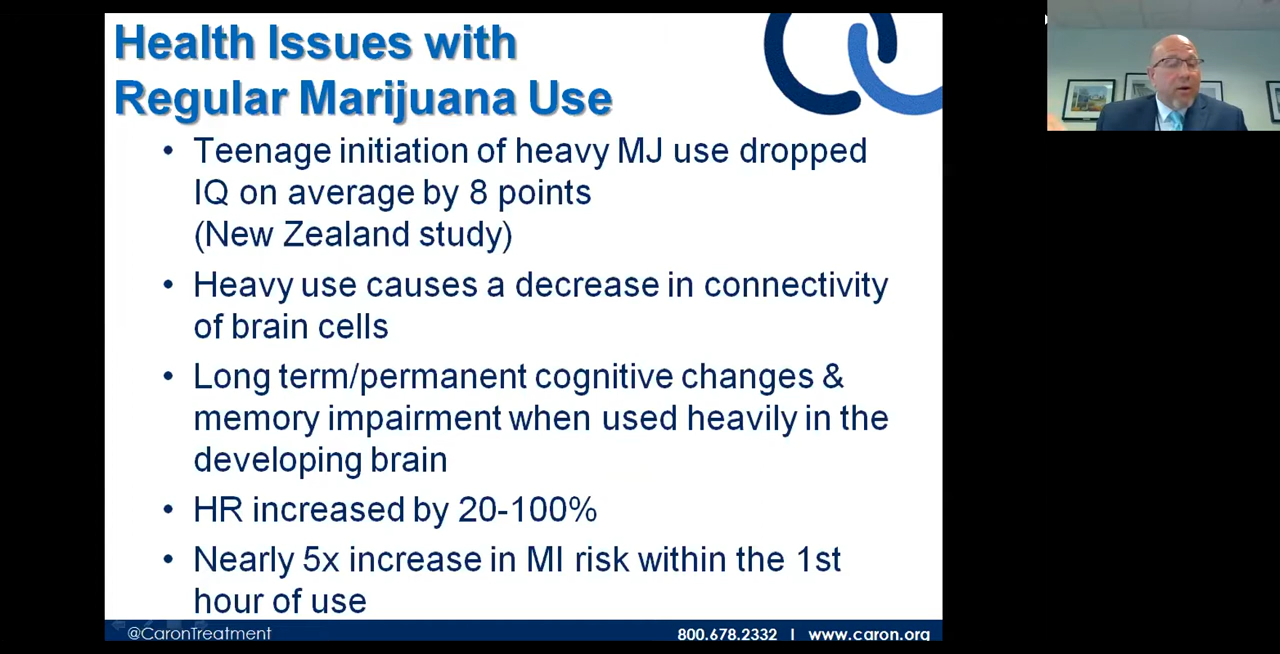 Health Issues with
Regular Marijuana Use
• Teenage initiation of heavy MJ use dropped
IQ on average by 8 points
(New Zealand study)
• Heavy use causes a decrease in connectivity
of brain cells
• Long term/permanent cognitive changes &
memory impairment when used heavily in the
developing brain
• HR increased by 20-100%
• Nearly 5x increase in MI risk within the 1st
hour of use
@CaronTreatment
800.678.2332 | www.caron.org